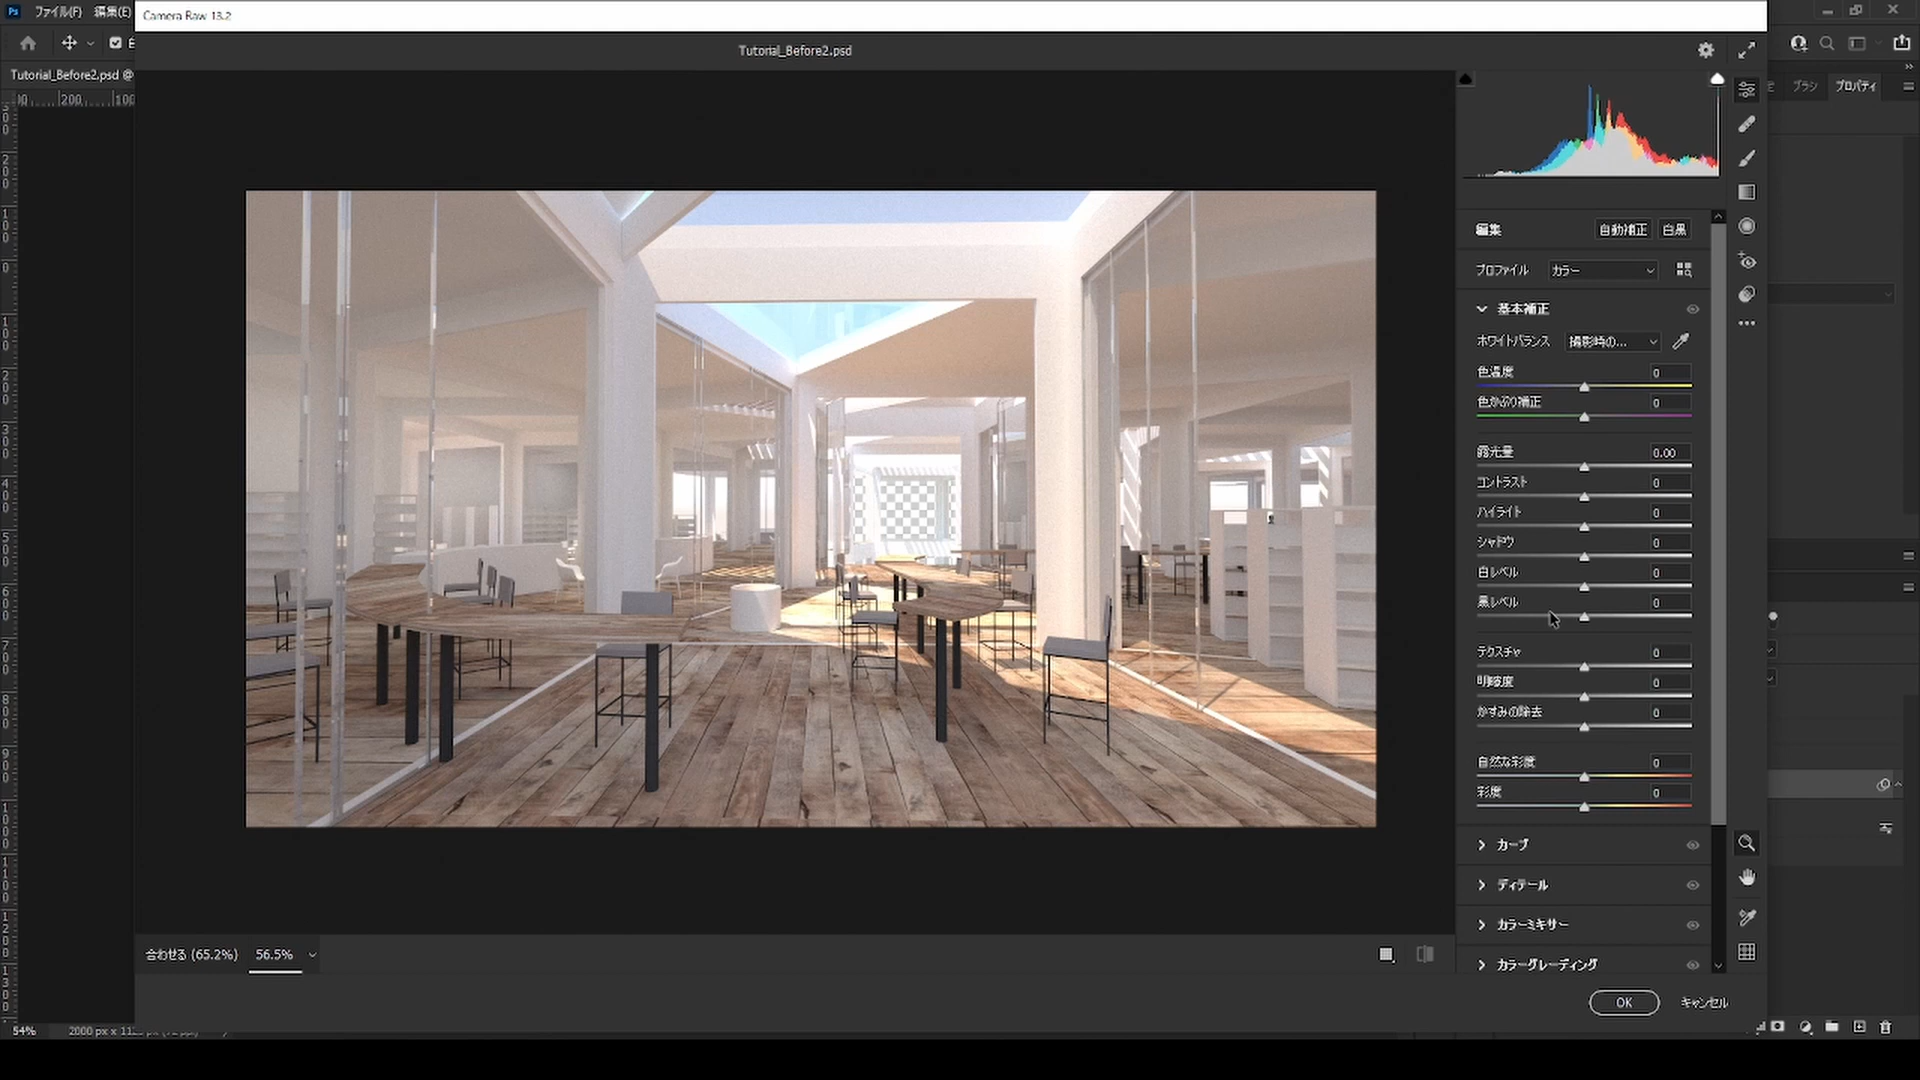 Ps ファイル(F) 編集(E)
Camera Raw 13.2
Tutorial_Before2.psd
Tutorial_Before2.psd @
200
100
ブラシ
プロパティ
編集
自動補正
白黒
プロファイル
カラー
基本補正
ホワイトバランス
撮影時の...
色温度
0
色かぶり補正
0
露光量
0.00
コントラスト
0
ハイライト
0
シャドウ
0
白レベル
0
黒レベル
0
テクスチャ
0
明瞭度
0
かすみの除去
0
自然な彩度
0
彩度
0
カーブ
ディテール
カラーミキサー
カラーグレーディング
合わせる (65.2%)
56.5%
OK
キャンセル
54%
2000 px x